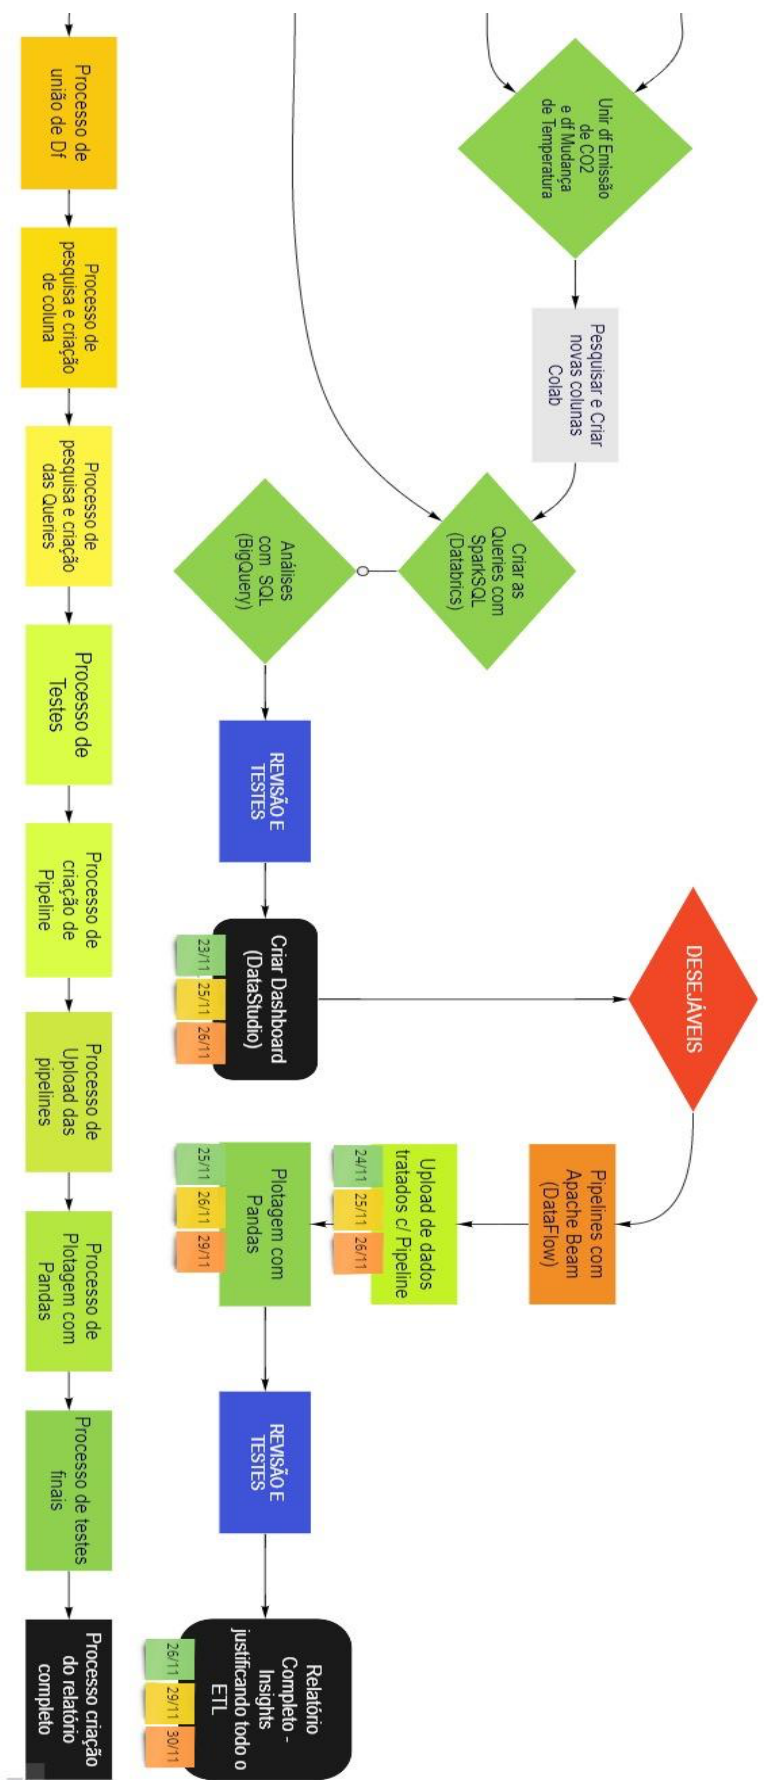 Unir df Emissão
de CO2
e df Mudança
de Temperatura
Pesquisar e Criar
novas colunas
Colab
Criar as
Queries com
SparkSQL
(Databrics)
Análises
com SQL
(BigQuery)
REVISÃO E
TESTES
Criar Dashboard
(DataStudio)
23/11
25/11
26/11
DESEJÁVEIS
Pipelines com
Apache Beam
(DataFlow)
Upload de dados
tratados c/ Pipeline
24/11
25/11
26/11
Plotagem com
Pandas
25/11
26/11
29/11
REVISÃO E
TESTES
Relatório
Completo -
Insights
justificando todo o
ETL
26/11
29/11
30/11
Processo de
união de Df
Processo de
pesquisa e criação
de coluna
Processo de
pesquisa e criação
das Queries
Processo de
Testes
Processo de
criação de
Pipeline
Processo de
Upload das
pipelines
Processo de
Plotagem com
Pandas
Processo de testes
finais
Processo criação
do relatório
completo